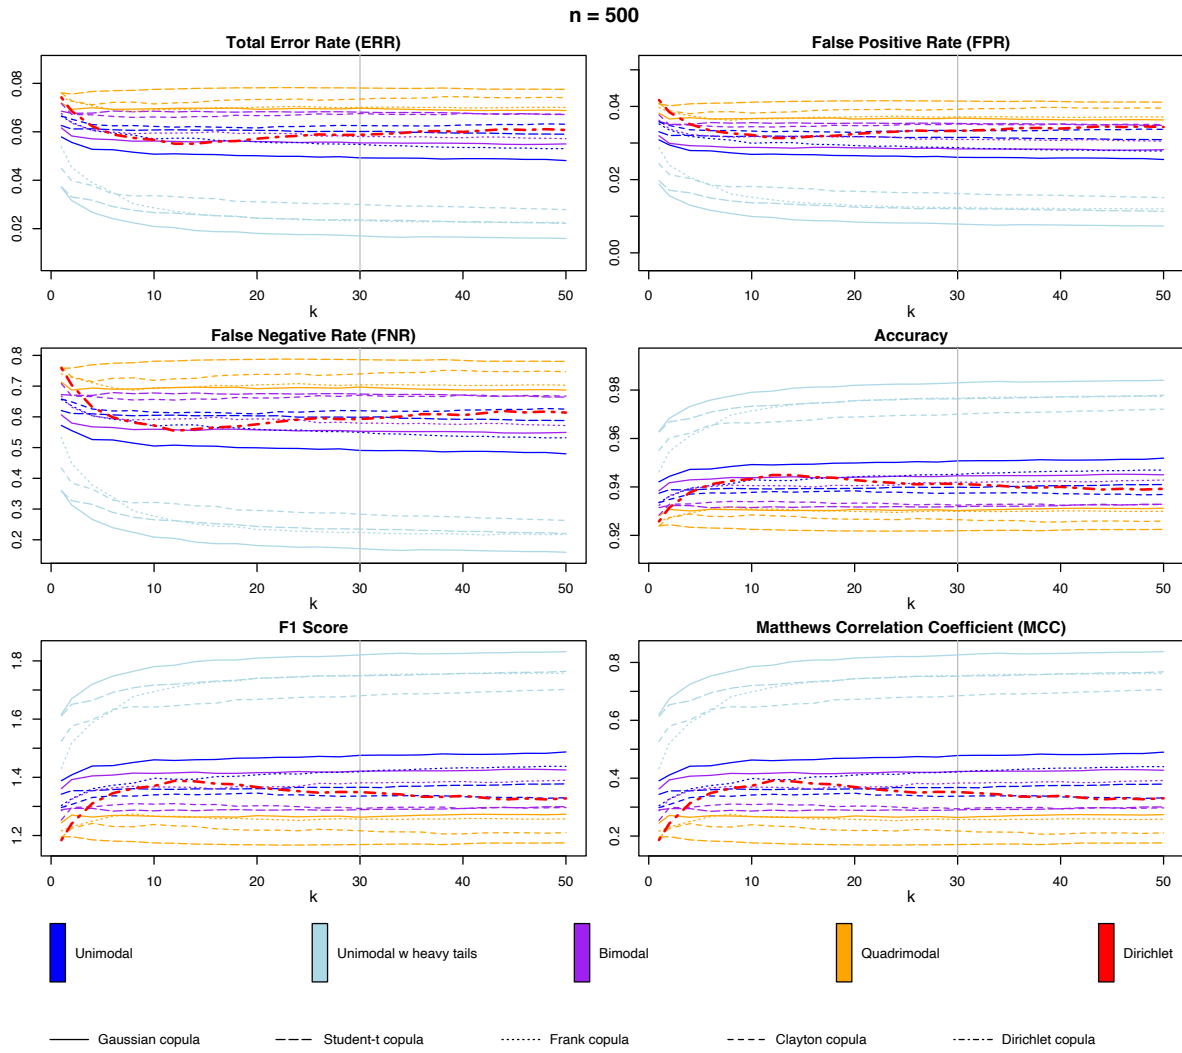 n = 500
Total Error Rate (ERR)
False Positive Rate (FPR)
0.02 0.04 0.06 0.08
0.00 0.02 0.04
0 10 20 30 40 50
0 10 20 30 40 50
k
k
False Negative Rate (FNR)
Accuracy
0.2 0.3 0.4 0.5 0.6 0.7 0.8
0.92 0.94 0.96 0.98
0 10 20 30 40 50
0 10 20 30 40 50
k
k
F1 Score
Matthews Correlation Coefficient (MCC)
1.2 1.4 1.6 1.8
0.2 0.4 0.6 0.8
0 10 20 30 40 50
0 10 20 30 40 50
k
k
Unimodal
Unimodal w heavy tails
Bimodal
Quadrimodal
Dirichlet
Gaussian copula
Student-t copula
Frank copula
Clayton copula
Dirichlet copula